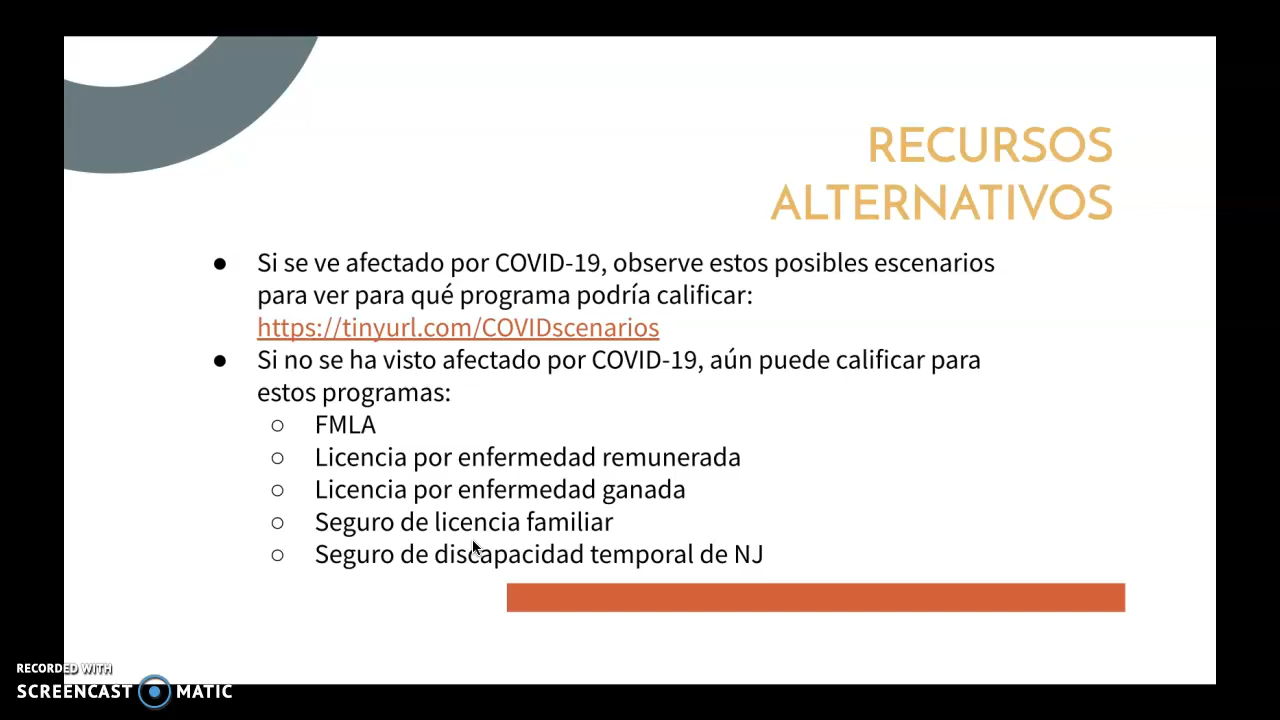 RECURSOS
ALTERNATIVOS
● Si se ve afectado por COVID-19, observe estos posibles escenarios
para ver para qué programa podría calificar:
https://tinyurl.com/COVIDscenarios
● Si no se ha visto afectado por COVID-19, aún puede calificar para
estos programas:
○ FMLA
○ Licencia por enfermedad remunerada
○ Licencia por enfermedad ganada
○ Seguro de licencia familiar
○ Seguro de discapacidad temporal de NJ
RECORDED WITH
SCREENCAST MATIC